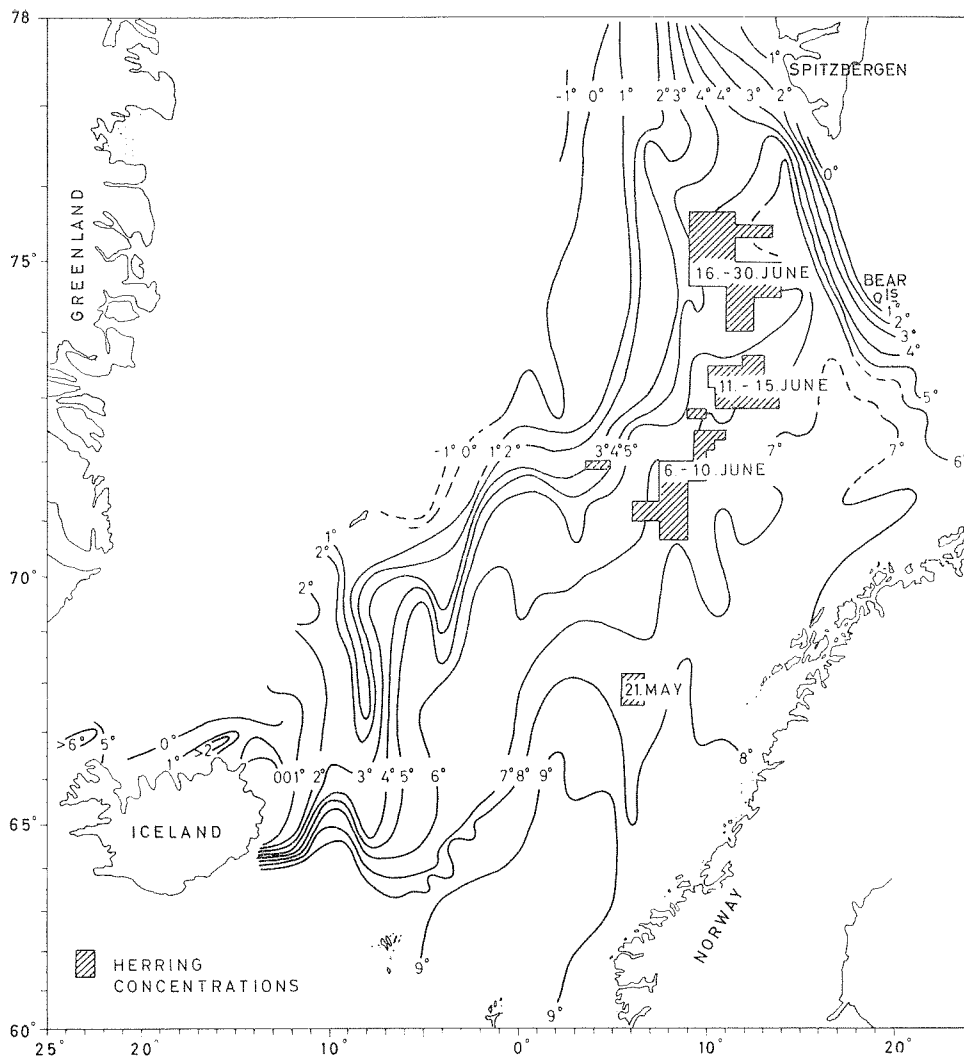 78
SPITZBERGEN
1°
-1° 0° 1° 2° 3° 4° 4° 3° 2°
0°
GREENLAND
75°
16.-30.JUNE
BEAR
IS
1°
2°
3°
4°
11.-15.JUNE
5°
-1° 0° 1° 2° 3° 4° 5°
7° 7° 6°
6.-10.JUNE
1°
2°
70°
2°
21.MAY
>6° 5° 0°
1° >2
8°
001° 2° 3° 4° 5° 6° 7° 8° 9°
65°
ICELAND
NORWAY
HERRING
CONCENTRATIONS
9°
9°
60°
25° 20° 10° 0° 10° 20